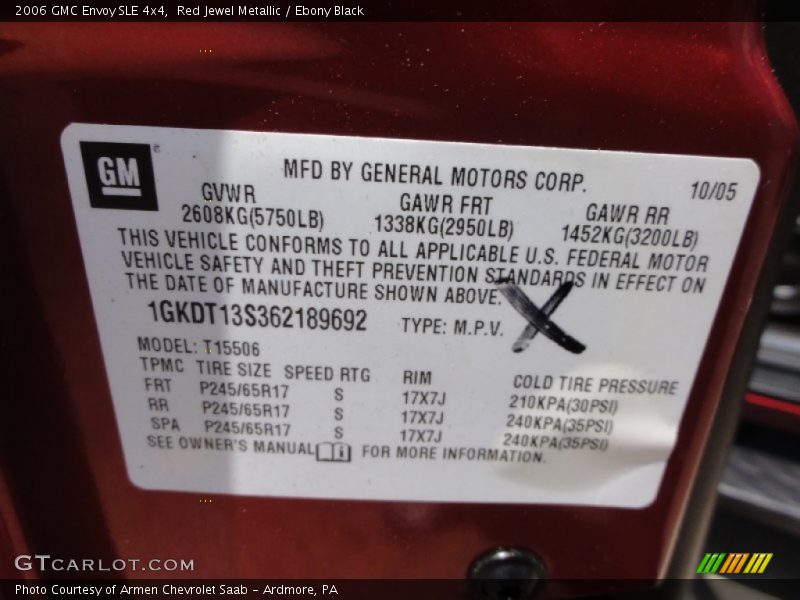 2006 GMC Envoy SLE 4x4,  Red Jewel Metallic / Ebony Black
GM
MFD BY GENERAL MOTORS CORP.
10/05
GVWR GAWR FRT GAWR RR
2608KG(5750LB) 1338KG(2950LB) 1452KG(3200LB)
THIS VEHICLE CONFORMS TO ALL APPLICABLE U.S. FEDERAL MOTOR
VEHICLE SAFETY AND THEFT PREVENTION STANDARDS IN EFFECT ON
THE DATE OF MANUFACTURE SHOWN ABOVE.
1GKDT13S362189692 TYPE: M.P.V.
MODEL: T15506
TPMC TIRE SIZE SPEED RTG RIM COLD TIRE PRESSURE
FRT P245/65R17 S 17X7J 210KPA(30PSI)
RR P245/65R17 S 17X7J 240KPA(35PSI)
SPA P245/65R17 S 17X7J 240KPA(35PSI)
SEE OWNER'S MANUAL i FOR MORE INFORMATION.
GTCARLOT.COM
Photo Courtesy of Armen Chevrolet Saab - Ardmore, PA